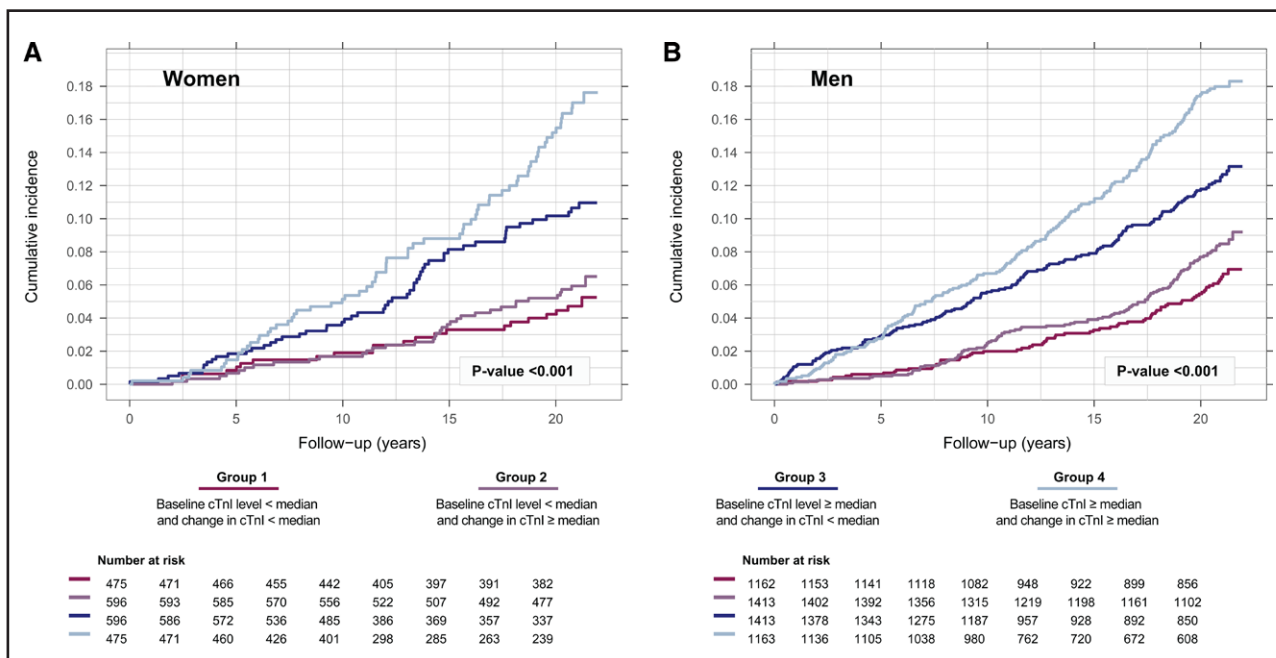 A
Women
Cumulative incidence
0.18
0.16
0.14
0.12
0.10
0.08
0.06
0.04
0.02
0.00
P-value <0.001
0 5 10 15 20
Follow−up (years)
B
Men
Cumulative incidence
0.18
0.16
0.14
0.12
0.10
0.08
0.06
0.04
0.02
0.00
P-value <0.001
0 5 10 15 20
Follow−up (years)
Group 1
Baseline cTnI level < median
and change in cTnI < median
Group 2
Baseline cTnI level < median
and change in cTnI ≥ median
Group 3
Baseline cTnI level ≥ median
and change in cTnI < median
Group 4
Baseline cTnI ≥ median
and change in cTnI ≥ median
Number at risk
475 471 466 455 442 405 397 391 382
596 593 585 570 556 522 507 492 477
596 586 572 536 485 386 369 357 337
475 471 460 426 401 298 285 263 239
Number at risk
1162 1153 1141 1118 1082 948 922 899 856
1413 1402 1392 1356 1315 1219 1198 1161 1102
1413 1378 1343 1275 1187 957 928 892 850
1163 1136 1105 1038 980 762 720 672 608